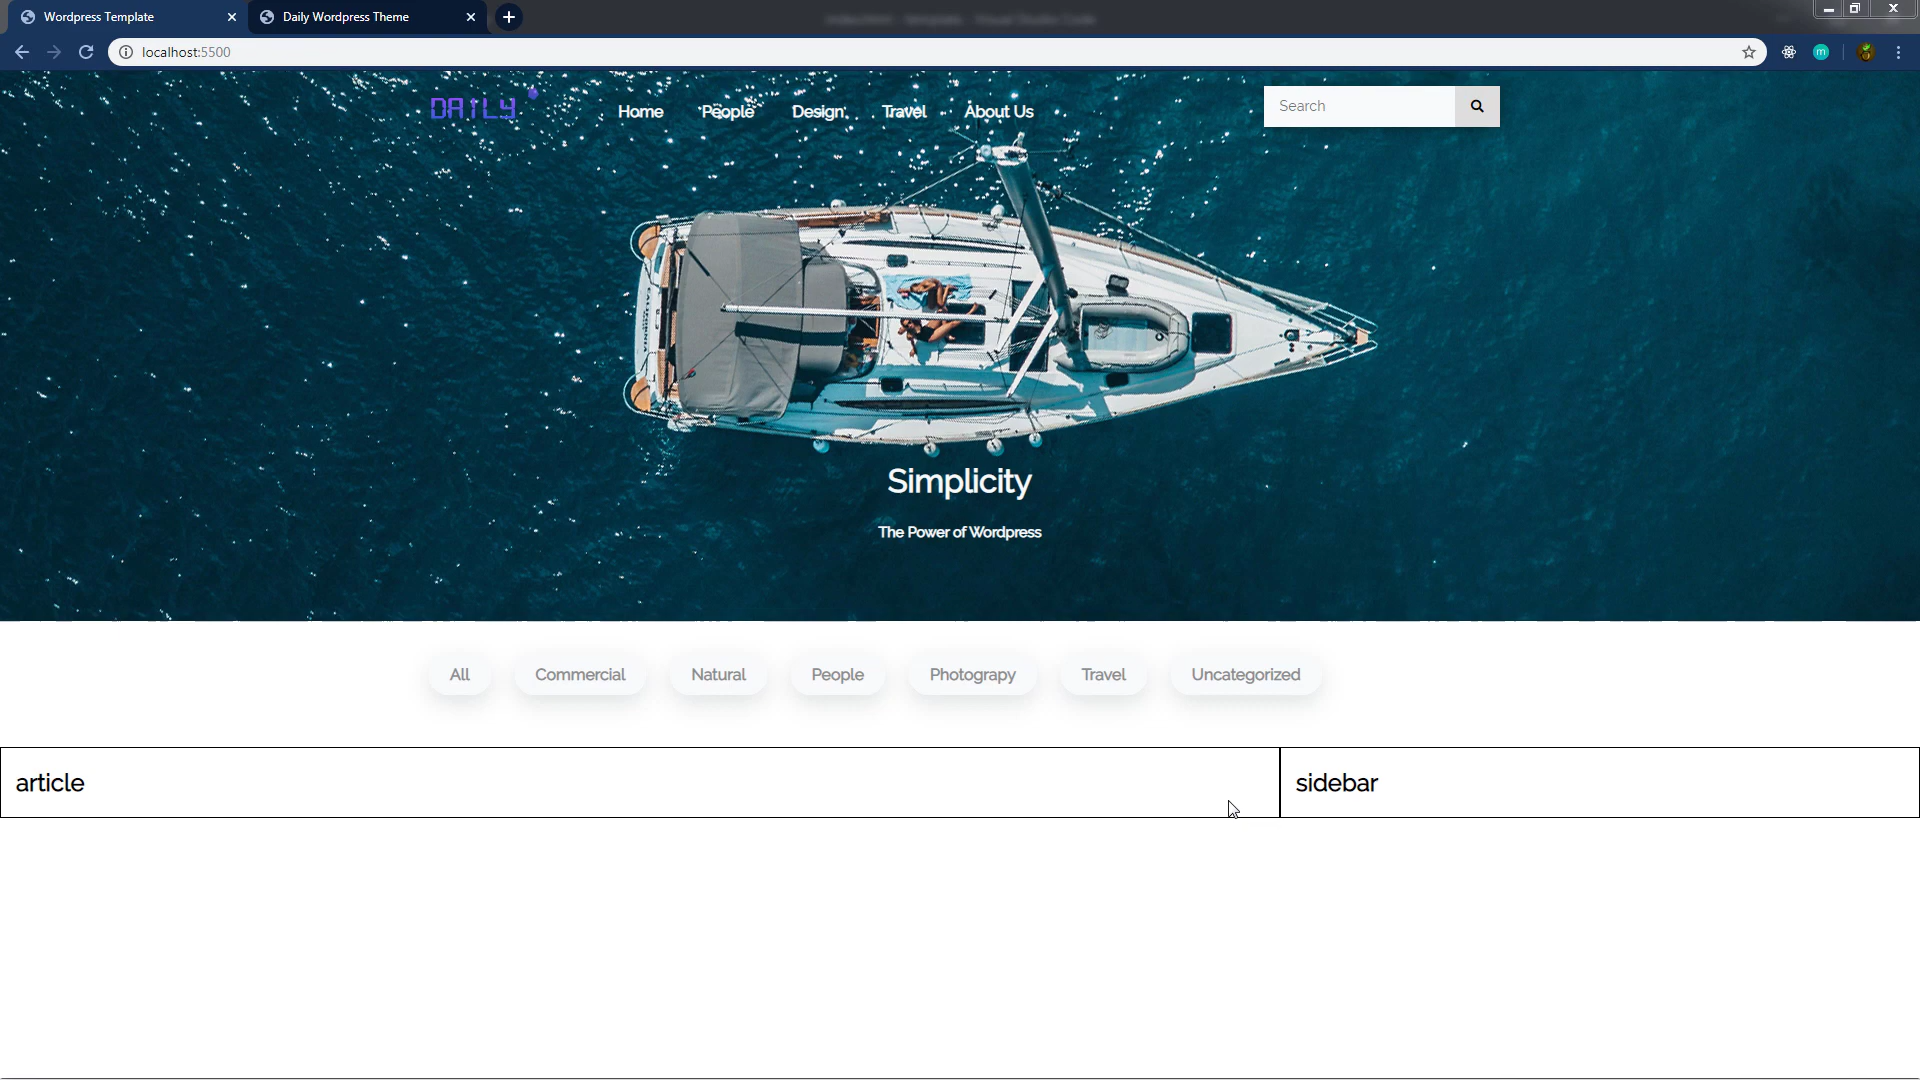 Wordpress Template
Daily Wordpress Theme
localhost:5500
DAILY
Home People Design Travel About Us
Search
Simplicity
The Power of Wordpress
All Commercial Natural People Photograpy Travel Uncategorized
article
sidebar